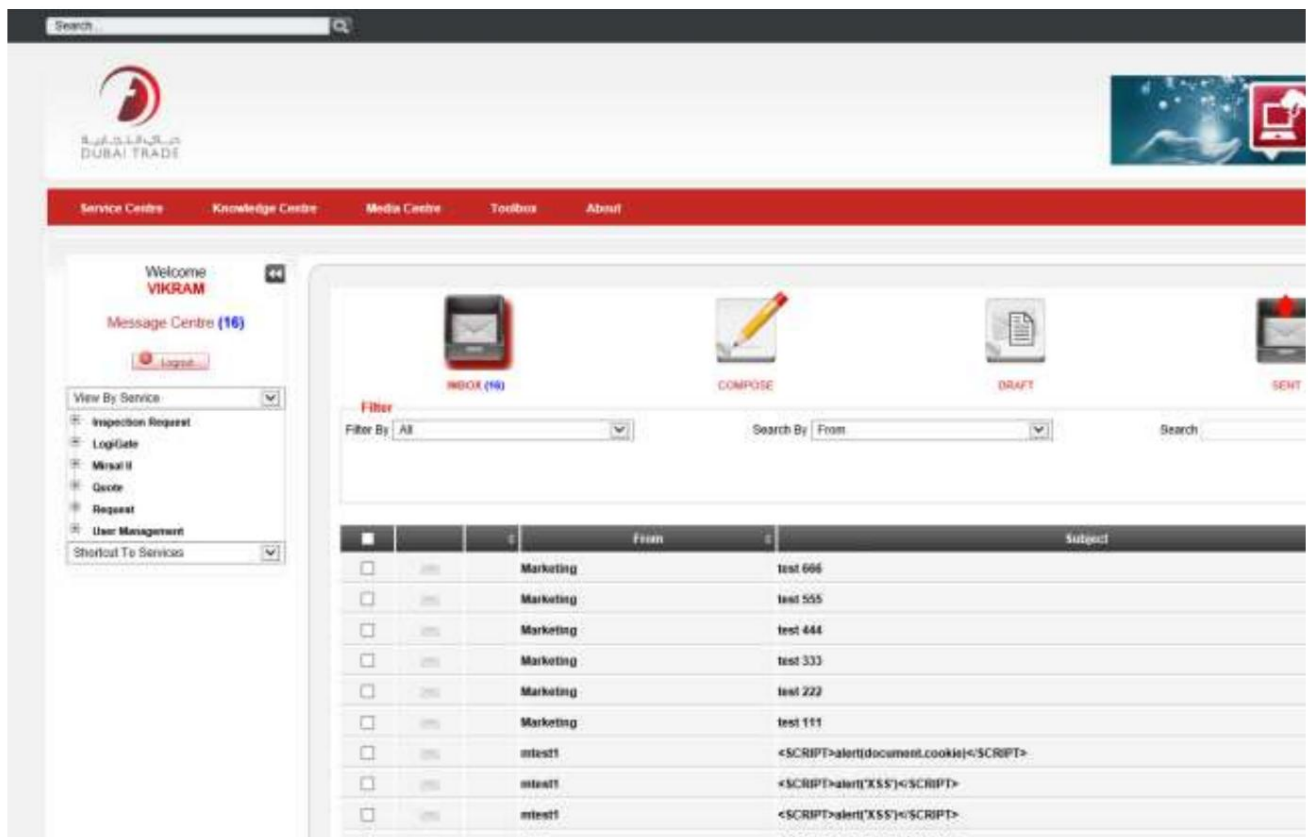 Search...
دبي التجارية
DUBAI TRADE
Service Centre Knowledge Centre Media Centre Toolbox About
Welcome
VIKRAM
Message Centre (16)
Logout
INBOX (16) COMPOSE DRAFT SENT
View By Service
Inspection Request
LogiGate
Mirsal II
Quote
Request
User Management
Shortcut To Services
Filter
Filter By All Search By From Search
From Subject
Marketing test 666
Marketing test 555
Marketing test 444
Marketing test 333
Marketing test 222
Marketing test 111
mtest1 <SCRIPT>alert(document.cookie)</SCRIPT>
mtest1 <SCRIPT>alert('XSS')</SCRIPT>
mtest1 <SCRIPT>alert('XSS')</SCRIPT>